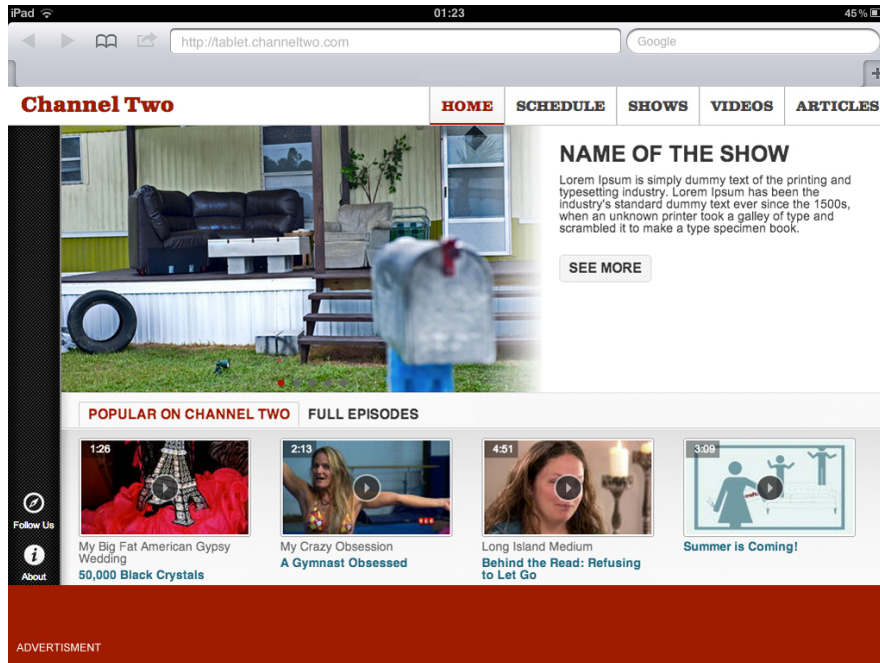 iPad 01:23 45%
http://tablet.channeltwo.com Google
Channel Two HOME SCHEDULE SHOWS VIDEOS ARTICLES
NAME OF THE SHOW
Lorem Ipsum is simply dummy text of the printing and
typesetting industry. Lorem Ipsum has been the
industry's standard dummy text ever since the 1500s,
when an unknown printer took a galley of type and
scrambled it to make a type specimen book.
SEE MORE
POPULAR ON CHANNEL TWO FULL EPISODES
1:26
My Big Fat American Gypsy
Wedding
50,000 Black Crystals
2:13
My Crazy Obsession
A Gymnast Obsessed
4:51
Long Island Medium
Behind the Read: Refusing
to Let Go
3:09
Summer is Coming!
Follow Us
About
ADVERTISMENT